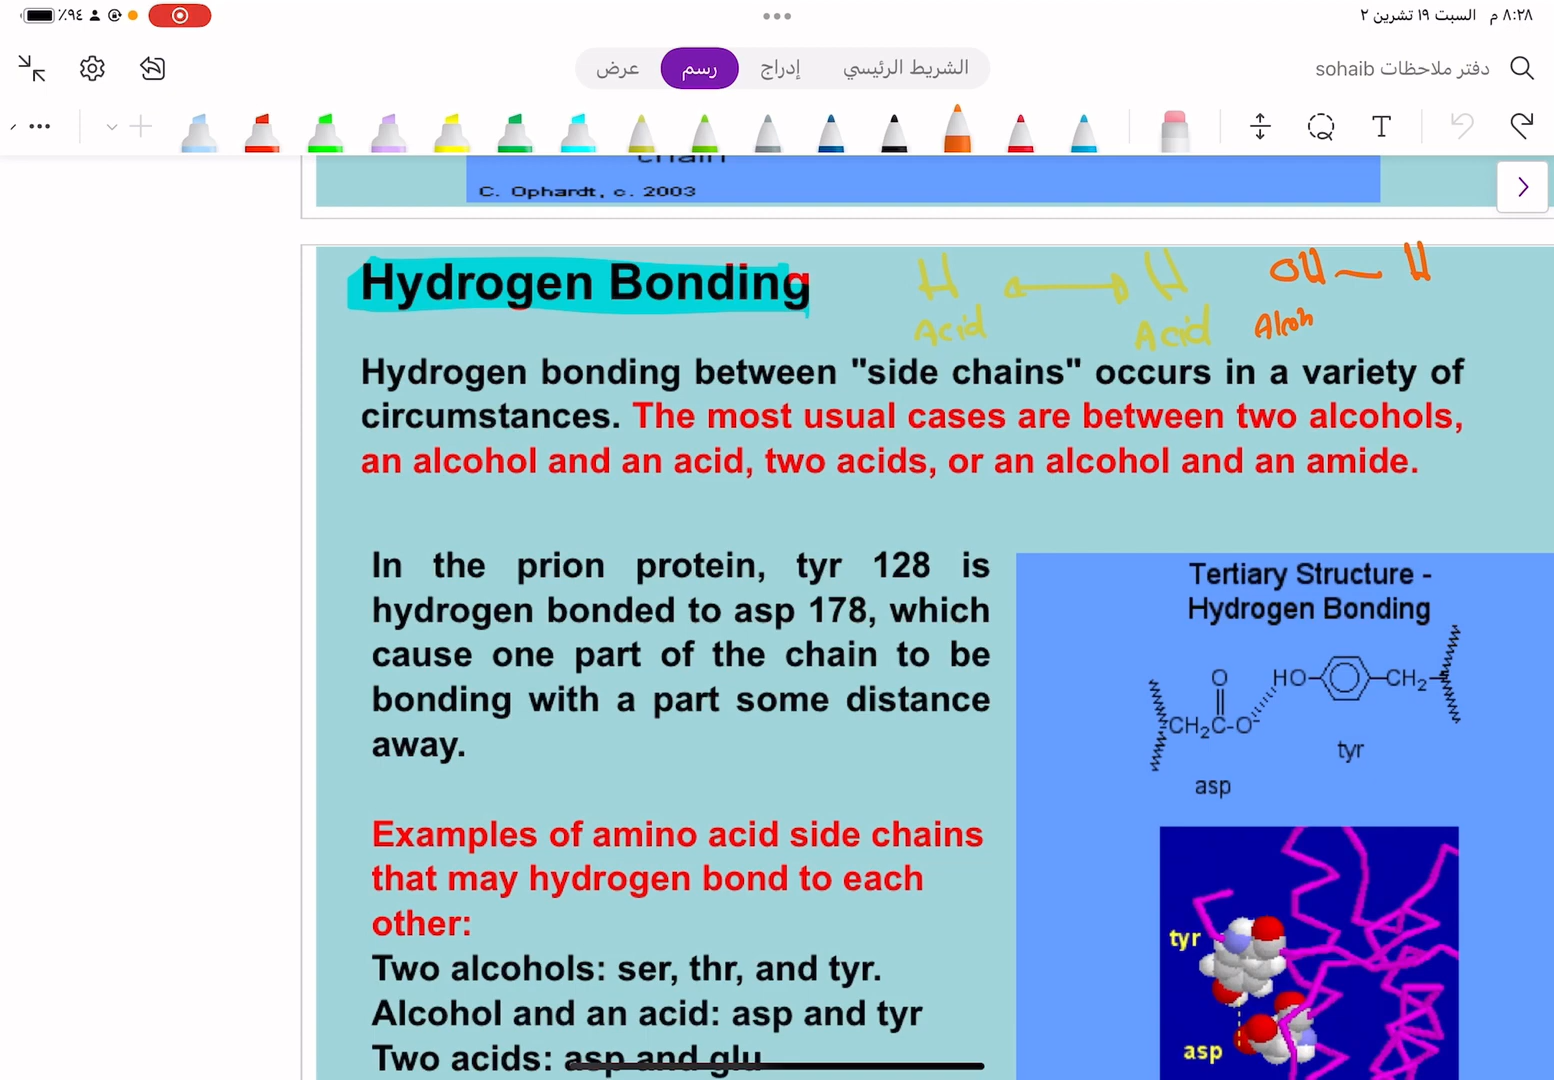 ٪٩٤
السبت ١٩ تشرين ٢
٨:٢٨ م
عرض
رسم
إدراج
الشريط الرئيسي
دفتر ملاحظات sohaib
T
chain
C. Ophardt, c. 2003
Hydrogen Bonding
H H OH H
Acid Acid Alcoh
Hydrogen bonding between "side chains" occurs in a variety of
circumstances. The most usual cases are between two alcohols,
an alcohol and an acid, two acids, or an alcohol and an amide.
In the prion protein, tyr 128 is
hydrogen bonded to asp 178, which
cause one part of the chain to be
bonding with a part some distance
away.
Examples of amino acid side chains
that may hydrogen bond to each
other:
Two alcohols: ser, thr, and tyr.
Alcohol and an acid: asp and tyr
Two acids: asp and glu
Tertiary Structure -
Hydrogen Bonding
O
HO CH₂
CH₂C-O⁻
tyr
asp
tyr
asp